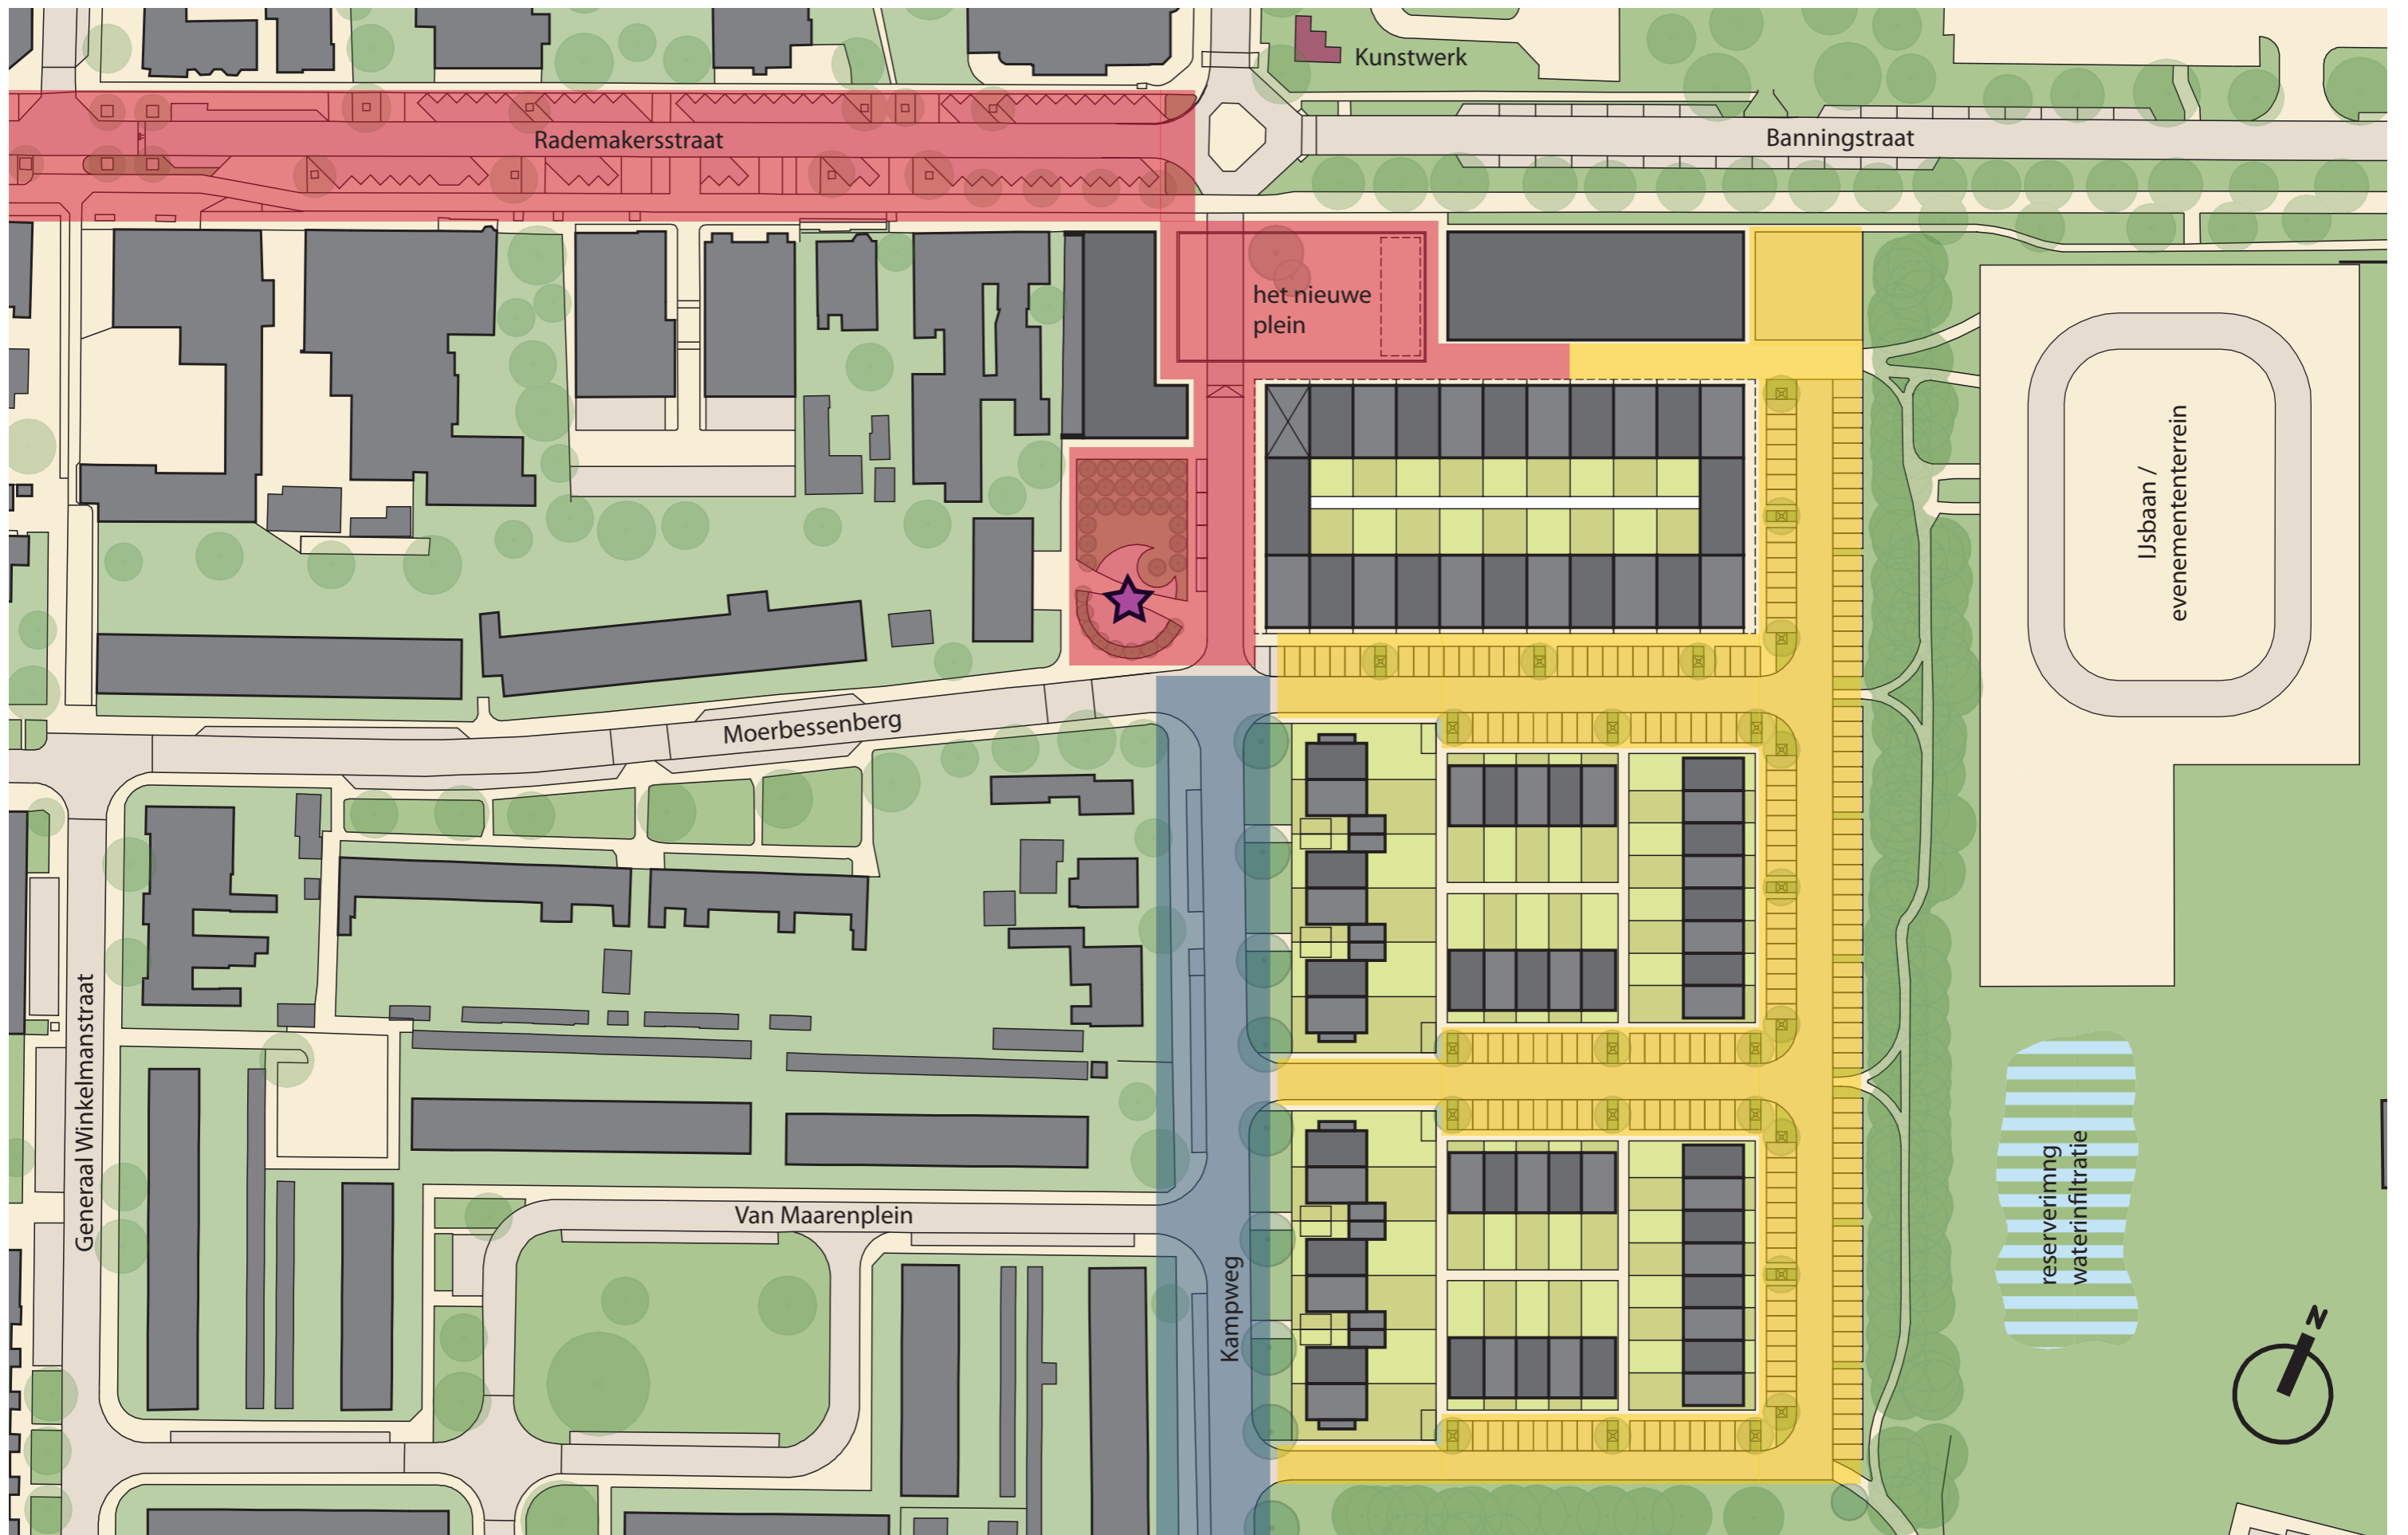 Kunstwerk
Rademakersstraat
Banningstraat
het nieuwe
plein
IJsbaan /
evenemententerrein
Moerbessenberg
Generaal Winkelmanstraat
Van Maarenplein
Kampweg
reserverimng
waterinfiltratie
N